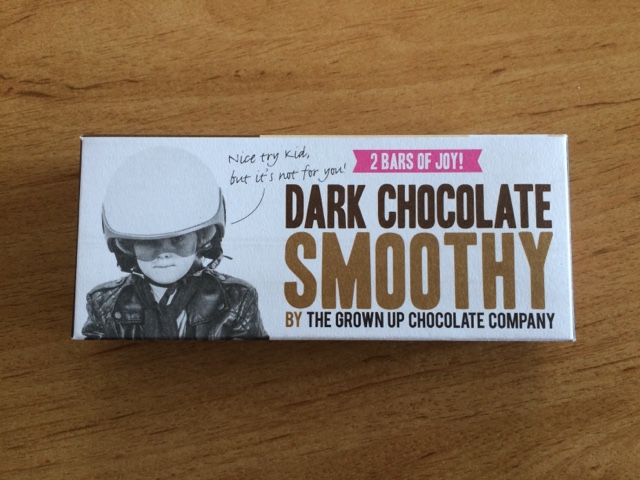 Nice try kid,
but it's not for you!
2 BARS OF JOY!
DARK CHOCOLATE
SMOOTHY
BY THE GROWN UP CHOCOLATE COMPANY